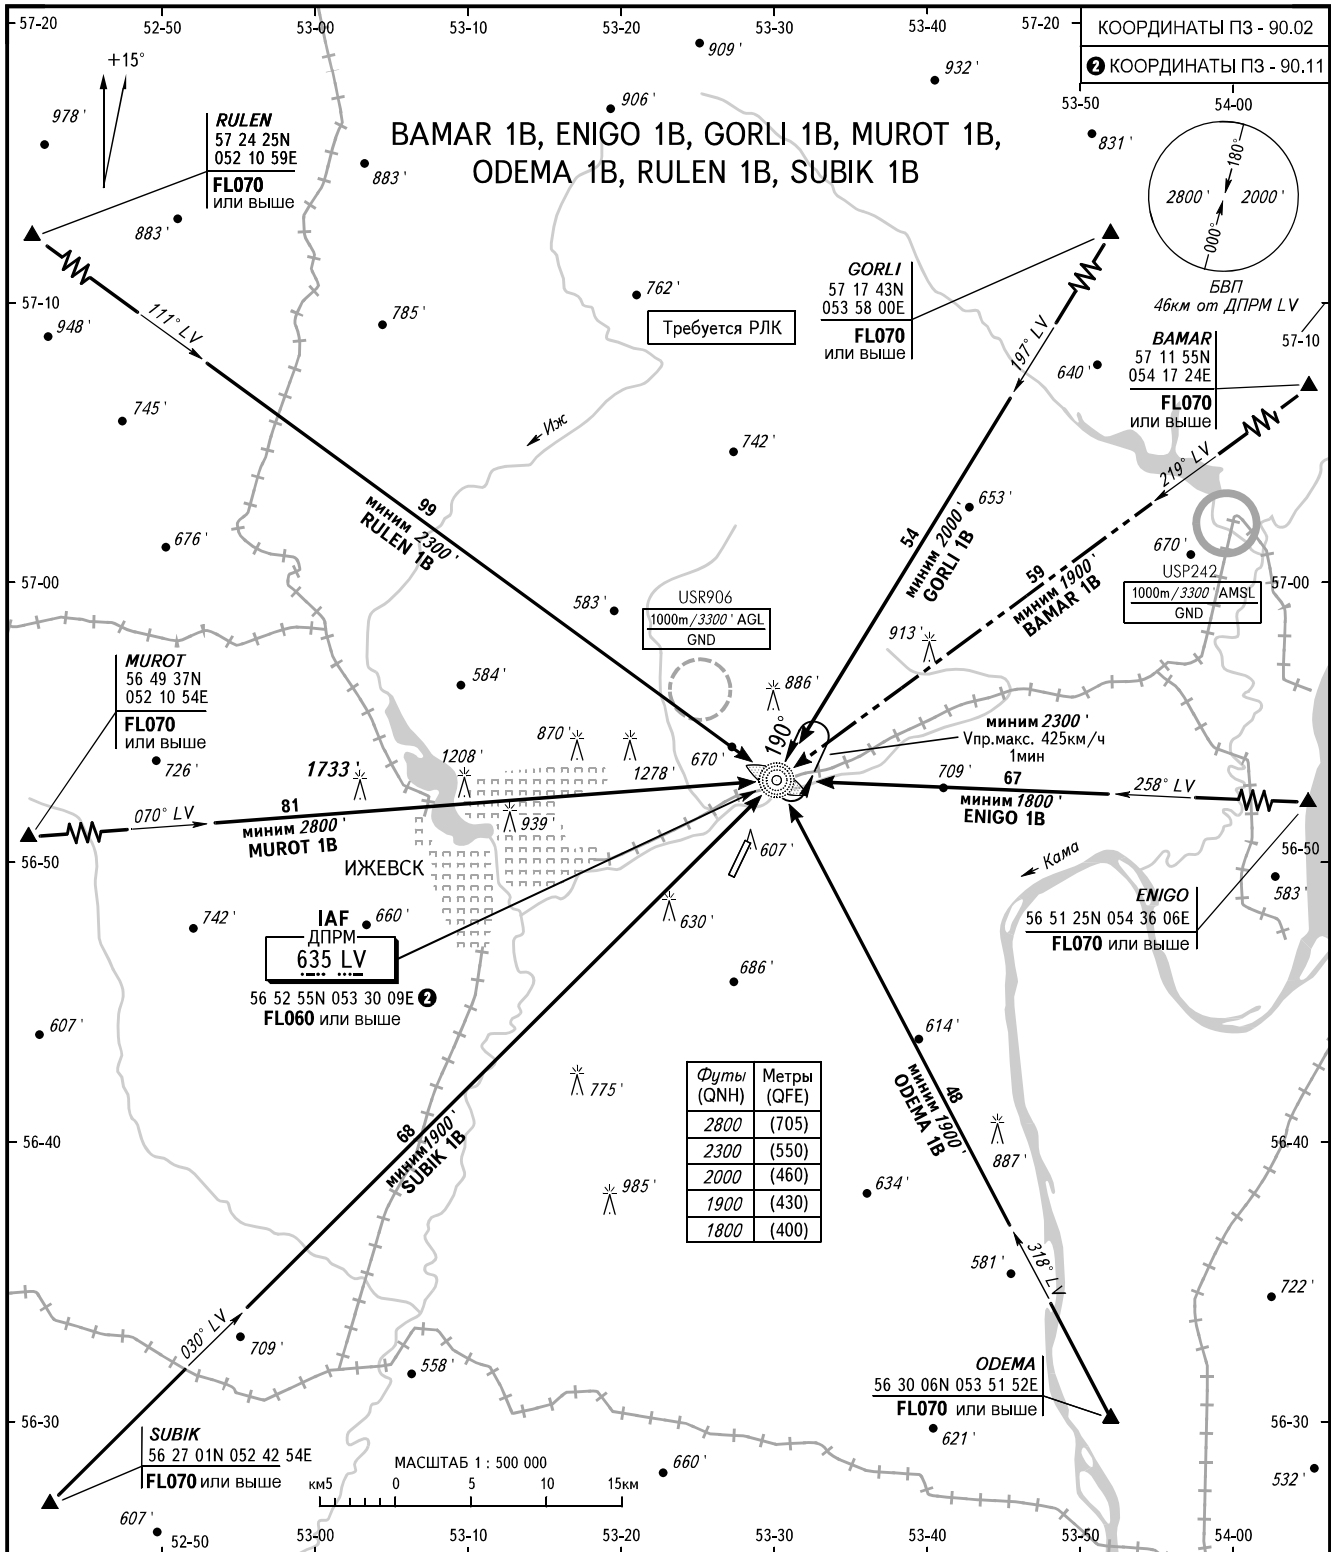 57-20
52-50
53-00
53-10
53-20
53-30
53-40
57-20
КООРДИНАТЫ ПЗ - 90.02
❷ КООРДИНАТЫ ПЗ - 90.11
+15°
909'
932'
906'
978'
883'
883'
53-50
54-00
831'
RULEN
57 24 25N
052 10 59E
FL070
или выше
BAMAR 1B, ENIGO 1B, GORLI 1B, MUROT 1B,
ODEMA 1B, RULEN 1B, SUBIK 1B
180°
2800'
2000'
000°
БВП
46км от ДПРМ LV
GORLI
57 17 43N
053 58 00E
FL070
или выше
762'
785'
Требуется РЛК
57-10
948'
111° LV
197° LV
57-10
BAMAR
57 11 55N
054 17 24E
FL070
или выше
640'
745'
Иж
742'
219° LV
653'
99
миним 2300'
RULEN 1B
676'
54
миним 2000'
GORLI 1B
59
миним 1900'
BAMAR 1B
670'
USP242
1000m/3300' AMSL
GND
57-00
57-00
583'
USR906
1000m/3300' AGL
GND
913'
MUROT
56 49 37N
052 10 54E
FL070
или выше
726'
584'
886'
870'
1208'
1278'
670'
190°
миним 2300'
Vпр.макс. 425км/ч
1мин
1733'
070° LV
81
миним 2800'
MUROT 1B
939'
709'
67
миним 1800'
ENIGO 1B
258° LV
607'
56-50
56-50
ИЖЕВСК
Кама
583'
ENIGO
56 51 25N 054 36 06E
FL070 или выше
742'
660'
630'
IAF
ДПРМ
635 LV
56 52 55N 053 30 09E ❷
FL060 или выше
686'
607'
614'
775'
Футы (QNH) Метры (QFE)
2800 (705)
2300 (550)
2000 (460)
1900 (430)
1800 (400)
48
миним 1900'
ODEMA 1B
887'
56-40
56-40
68
миним 1900'
SUBIK 1B
985'
634'
581'
318° LV
722'
030° LV
709'
558'
ODEMA
56 30 06N 053 51 52E
FL070 или выше
56-30
56-30
621'
SUBIK
56 27 01N 052 42 54E
FL070 или выше
МАСШТАБ 1 : 500 000
км5 0 5 10 15км
660'
532'
607'
52-50
53-00
53-10
53-20
53-30
53-40
53-50
54-00